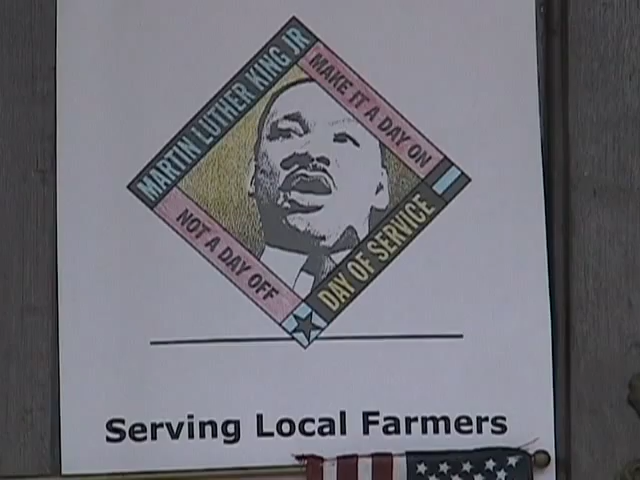 MARTIN LUTHER KING JR
MAKE IT A DAY ON
NOT A DAY OFF
DAY OF SERVICE
Serving Local Farmers